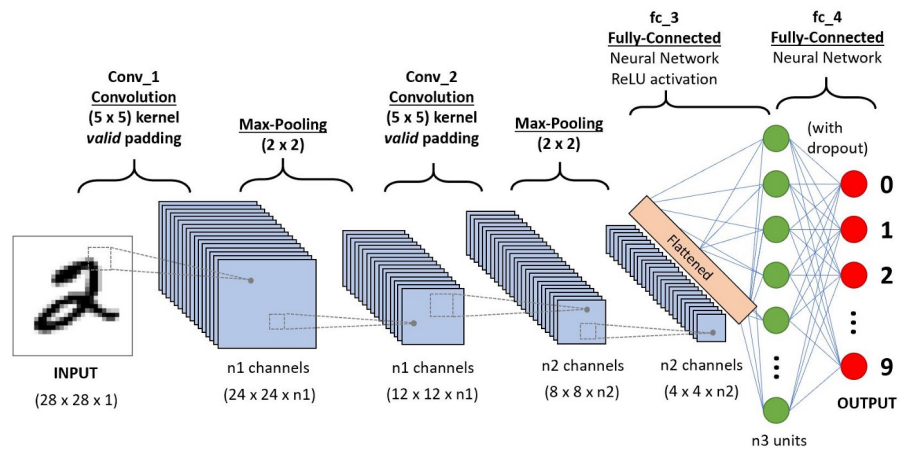 fc_3
Fully-Connected
Neural Network
ReLU activation
fc_4
Fully-Connected
Neural Network
Conv_1
Convolution
(5 x 5) kernel
valid padding
Max-Pooling
(2 x 2)
Conv_2
Convolution
(5 x 5) kernel
valid padding
Max-Pooling
(2 x 2)
(with
dropout)
2
Flattened
0
1
2
9
INPUT
(28 x 28 x 1)
n1 channels
(24 x 24 x n1)
n1 channels
(12 x 12 x n1)
n2 channels
(8 x 8 x n2)
n2 channels
(4 x 4 x n2)
OUTPUT
n3 units